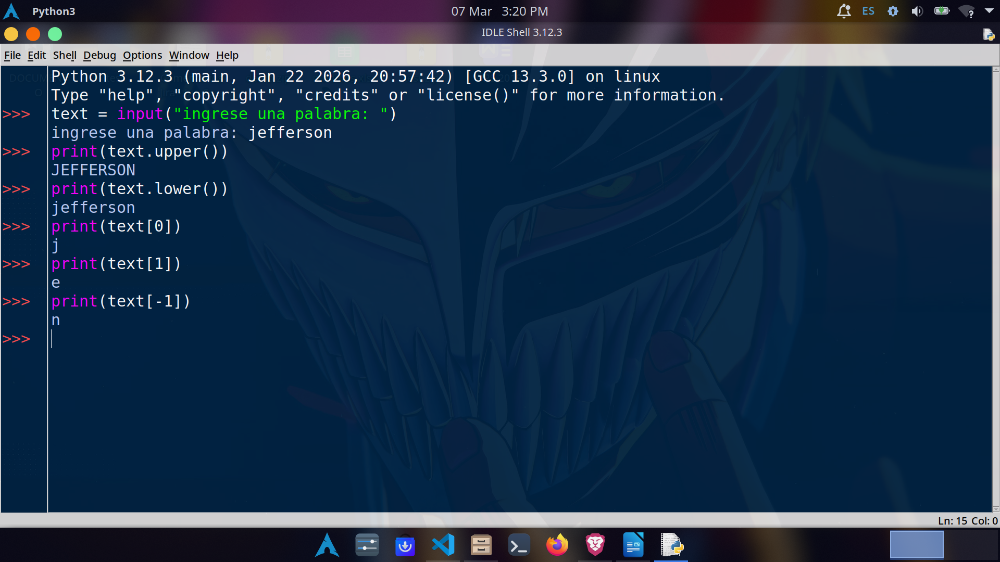 Python3
07 Mar 3:20 PM
ES
IDLE Shell 3.12.3
File Edit Shell Debug Options Window Help
Python 3.12.3 (main, Jan 22 2026, 20:57:42) [GCC 13.3.0] on linux
Type "help", "copyright", "credits" or "license()" for more information.
>>> text = input("ingrese una palabra: ")
ingrese una palabra: jefferson
>>> print(text.upper())
JEFFERSON
>>> print(text.lower())
jefferson
>>> print(text[0])
j
>>> print(text[1])
e
>>> print(text[-1])
n
>>>
Ln: 15 Col: 0